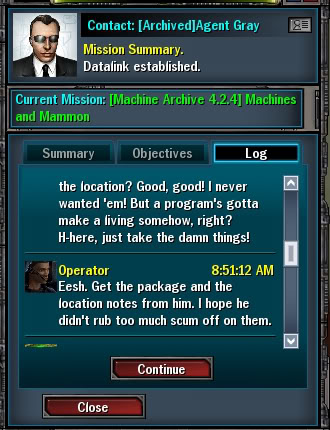 Contact: [Archived]Agent Gray
Mission Summary.
Datalink established.
Current Mission: [Machine Archive 4.2.4] Machines
and Mammon
Summary
Objectives
Log
the location? Good, good! I never
wanted 'em! But a program's gotta
make a living somehow, right?
H-here, just take the damn things!
Operator 8:51:12 AM
Eesh. Get the package and the
location notes from him. I hope he
didn't rub too much scum off on them.
Continue
Close